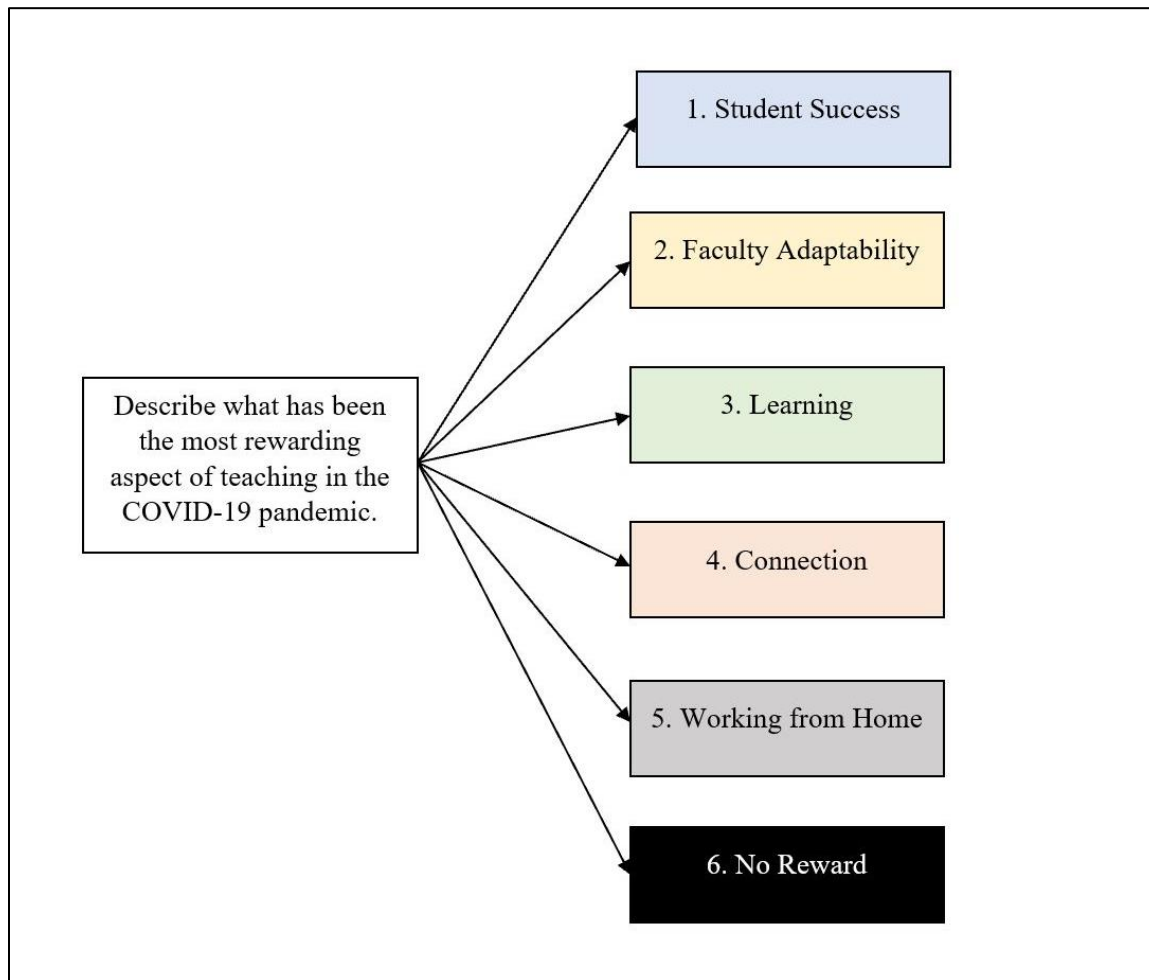 1. Student Success
2. Faculty Adaptability
Describe what has been
the most rewarding
aspect of teaching in the
COVID-19 pandemic.
3. Learning
4. Connection
5. Working from Home
6. No Reward